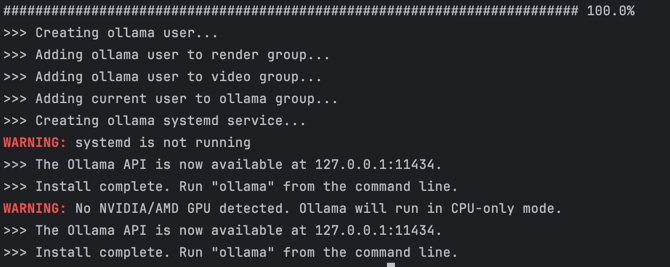 ######################################################################## 100.0%
>>> Creating ollama user...
>>> Adding ollama user to render group...
>>> Adding ollama user to video group...
>>> Adding current user to ollama group...
>>> Creating ollama systemd service...
WARNING: systemd is not running
>>> The Ollama API is now available at 127.0.0.1:11434.
>>> Install complete. Run "ollama" from the command line.
WARNING: No NVIDIA/AMD GPU detected. Ollama will run in CPU-only mode.
>>> The Ollama API is now available at 127.0.0.1:11434.
>>> Install complete. Run "ollama" from the command line.